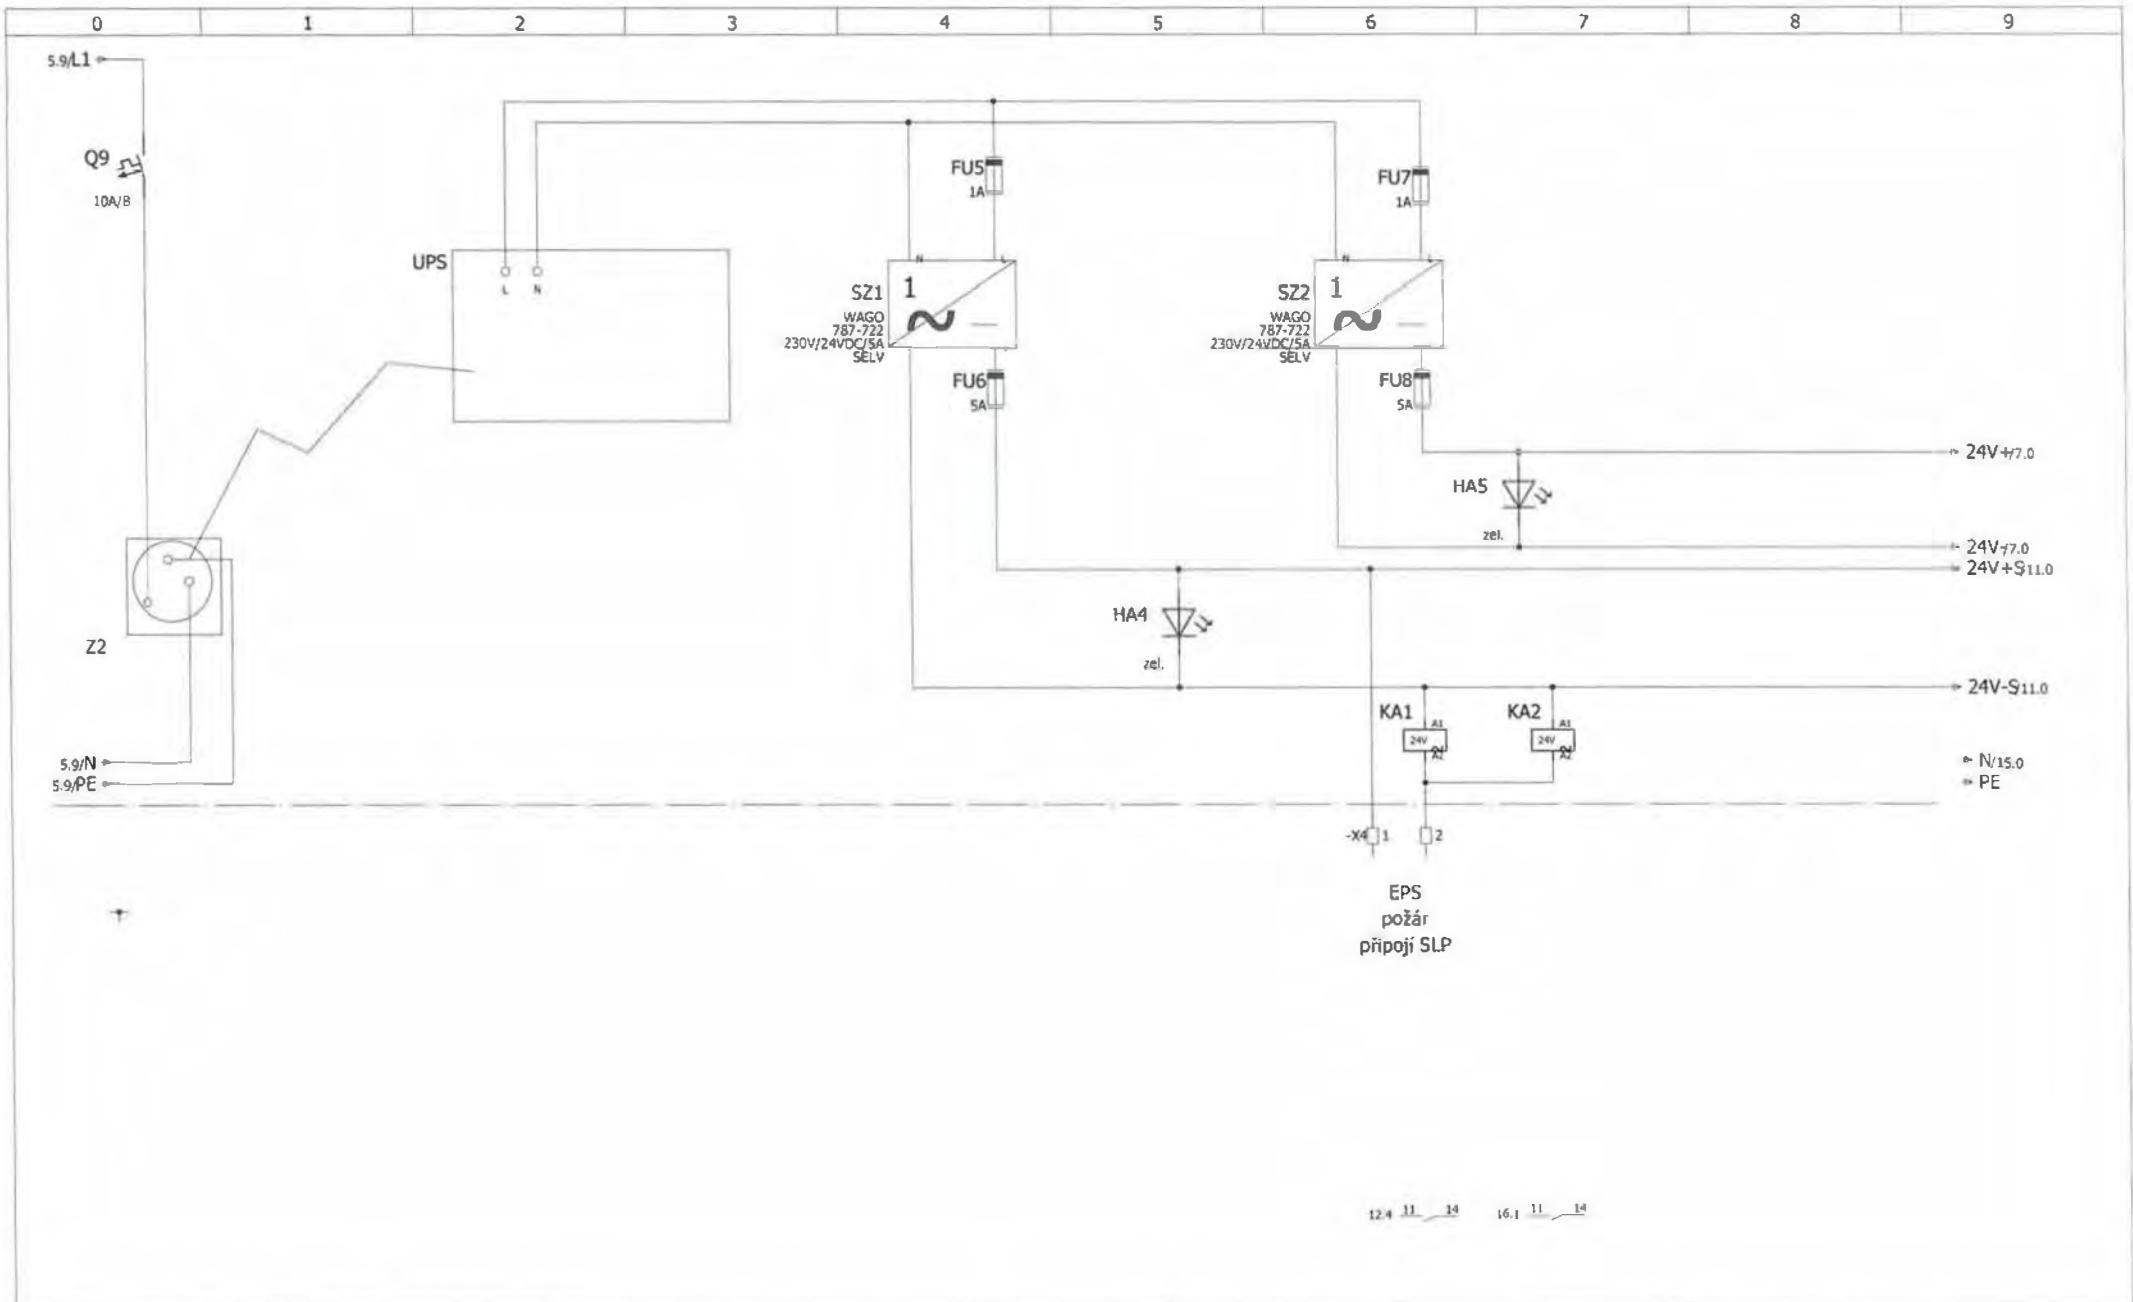 0 1 2 3 4 5 6 7 8 9
5.9/L1
Q9
10A/B
UPS
L N
FU5
1A
FU7
1A
N L
SZ1 1
WAGO
787-722
230V/24VDC/5A
SELV
N L
SZ2 1
WAGO
787-722
230V/24VDC/5A
SELV
FU6
5A
FU8
5A
24V+/7.0
HA5
zel.
24V-/7.0
24V+S/11.0
HA4
zel.
Z2
24V-S/11.0
KA1
A1
24V
A2
KA2
A1
24V
A2
5.9/N
5.9/PE
N/15.0
PE
-X4 1 2
EPS
požár
připojí SLP
12.4 11 14 16.1 11 14